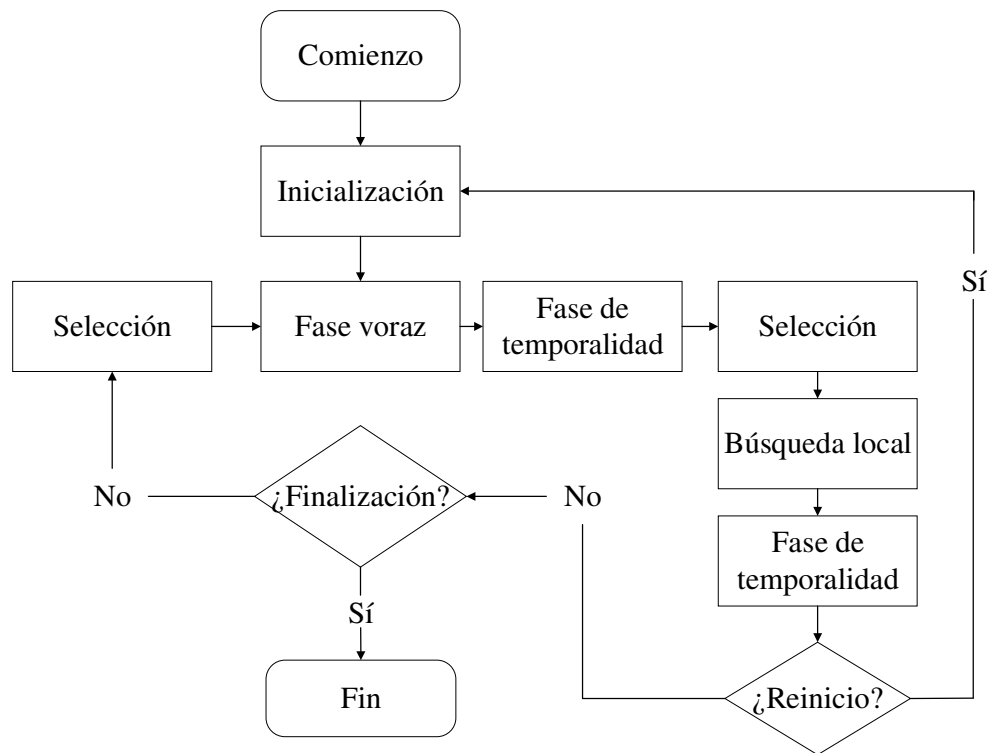 Comienzo
Inicialización
Sí
Selección
Fase voraz
Fase de
temporalidad
Selección
Búsqueda local
No
¿Finalización?
No
Fase de
temporalidad
Sí
Fin
¿Reinicio?